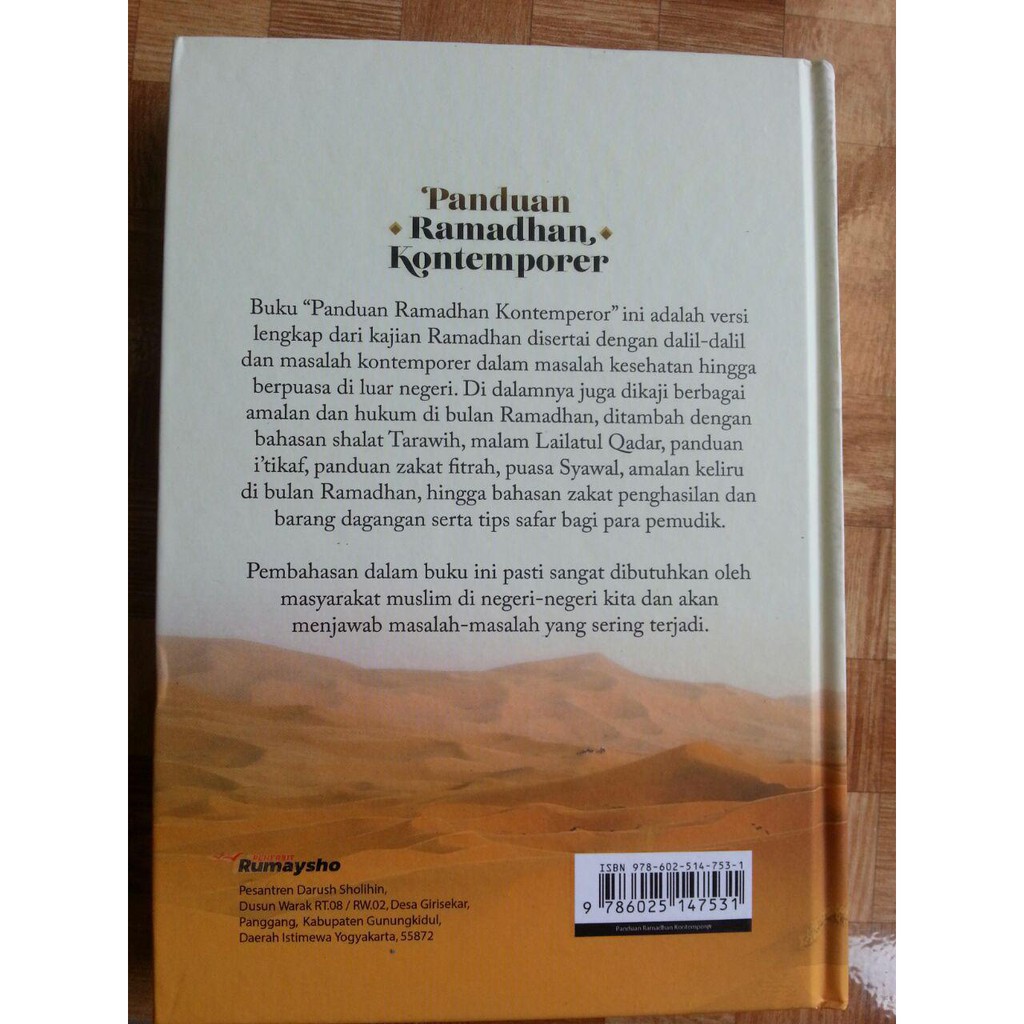 Panduan
Ramadhan,
Kontemporer
Buku “Panduan Ramadhan Kontemperor” ini adalah versi
lengkap dari kajian Ramadhan disertai dengan dalil-dalil
dan masalah kontemporer dalam masalah kesehatan hingga
berpuasa di luar negeri. Di dalamnya juga dikaji berbagai
amalan dan hukum di bulan Ramadhan, ditambah dengan
bahasan shalat Tarawih, malam Lailatul Qadar, panduan
i’tikaf, panduan zakat fitrah, puasa Syawal, amalan keliru
di bulan Ramadhan, hingga bahasan zakat penghasilan dan
barang dagangan serta tips safar bagi para pemudik.
Pembahasan dalam buku ini pasti sangat dibutuhkan oleh
masyarakat muslim di negeri-negeri kita dan akan
menjawab masalah-masalah yang sering terjadi.
PENERBIT
Rumaysho
Pesantren Darush Sholihin,
Dusun Warak RT.08 / RW.02, Desa Girisekar,
Panggang, Kabupaten Gunungkidul,
Daerah Istimewa Yogyakarta, 55872
ISBN 978-602-514-753-1
9 786025 147531
Panduan Ramadhan Kontemperer